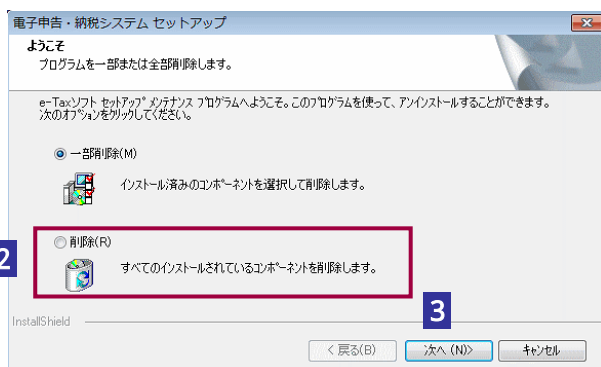 電子申告・納税システム セットアップ
ようこそ
プログラムを一部または全部削除します。
e-Taxソフト セットアップ メンテナンス プログラムへようこそ。このプログラムを使って、アンインストールすることができます。
次のオプションをクリックしてください。
一部削除(M)
インストール済みのコンポーネントを選択して削除します。
2
削除(R)
すべてのインストールされているコンポーネントを削除します。
3
InstallShield
< 戻る(B)
次へ (N)>
キャンセル